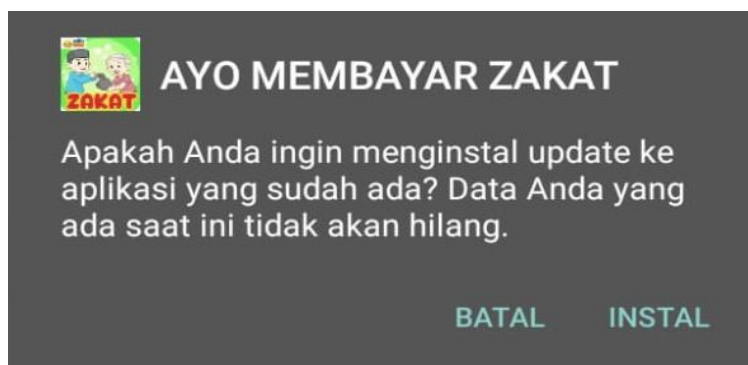 ZAKAT
AYO MEMBAYAR ZAKAT
Apakah Anda ingin menginstal update ke
aplikasi yang sudah ada? Data Anda yang
ada saat ini tidak akan hilang.
BATAL INSTAL